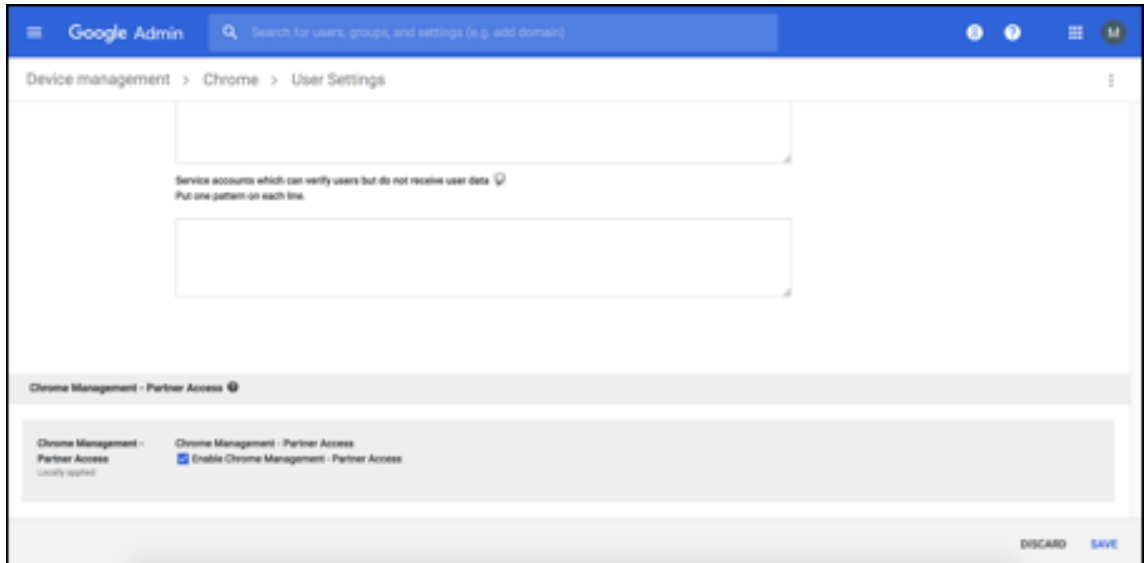 Google Admin
Search for users, groups, and settings (e.g. add domain)
M
Device management > Chrome > User Settings
Service accounts which can verify users but do not receive user data
Put one pattern on each line.
Chrome Management - Partner Access
Chrome Management -
Partner Access
Locally applied
Chrome Management - Partner Access
Enable Chrome Management - Partner Access
DISCARD
SAVE